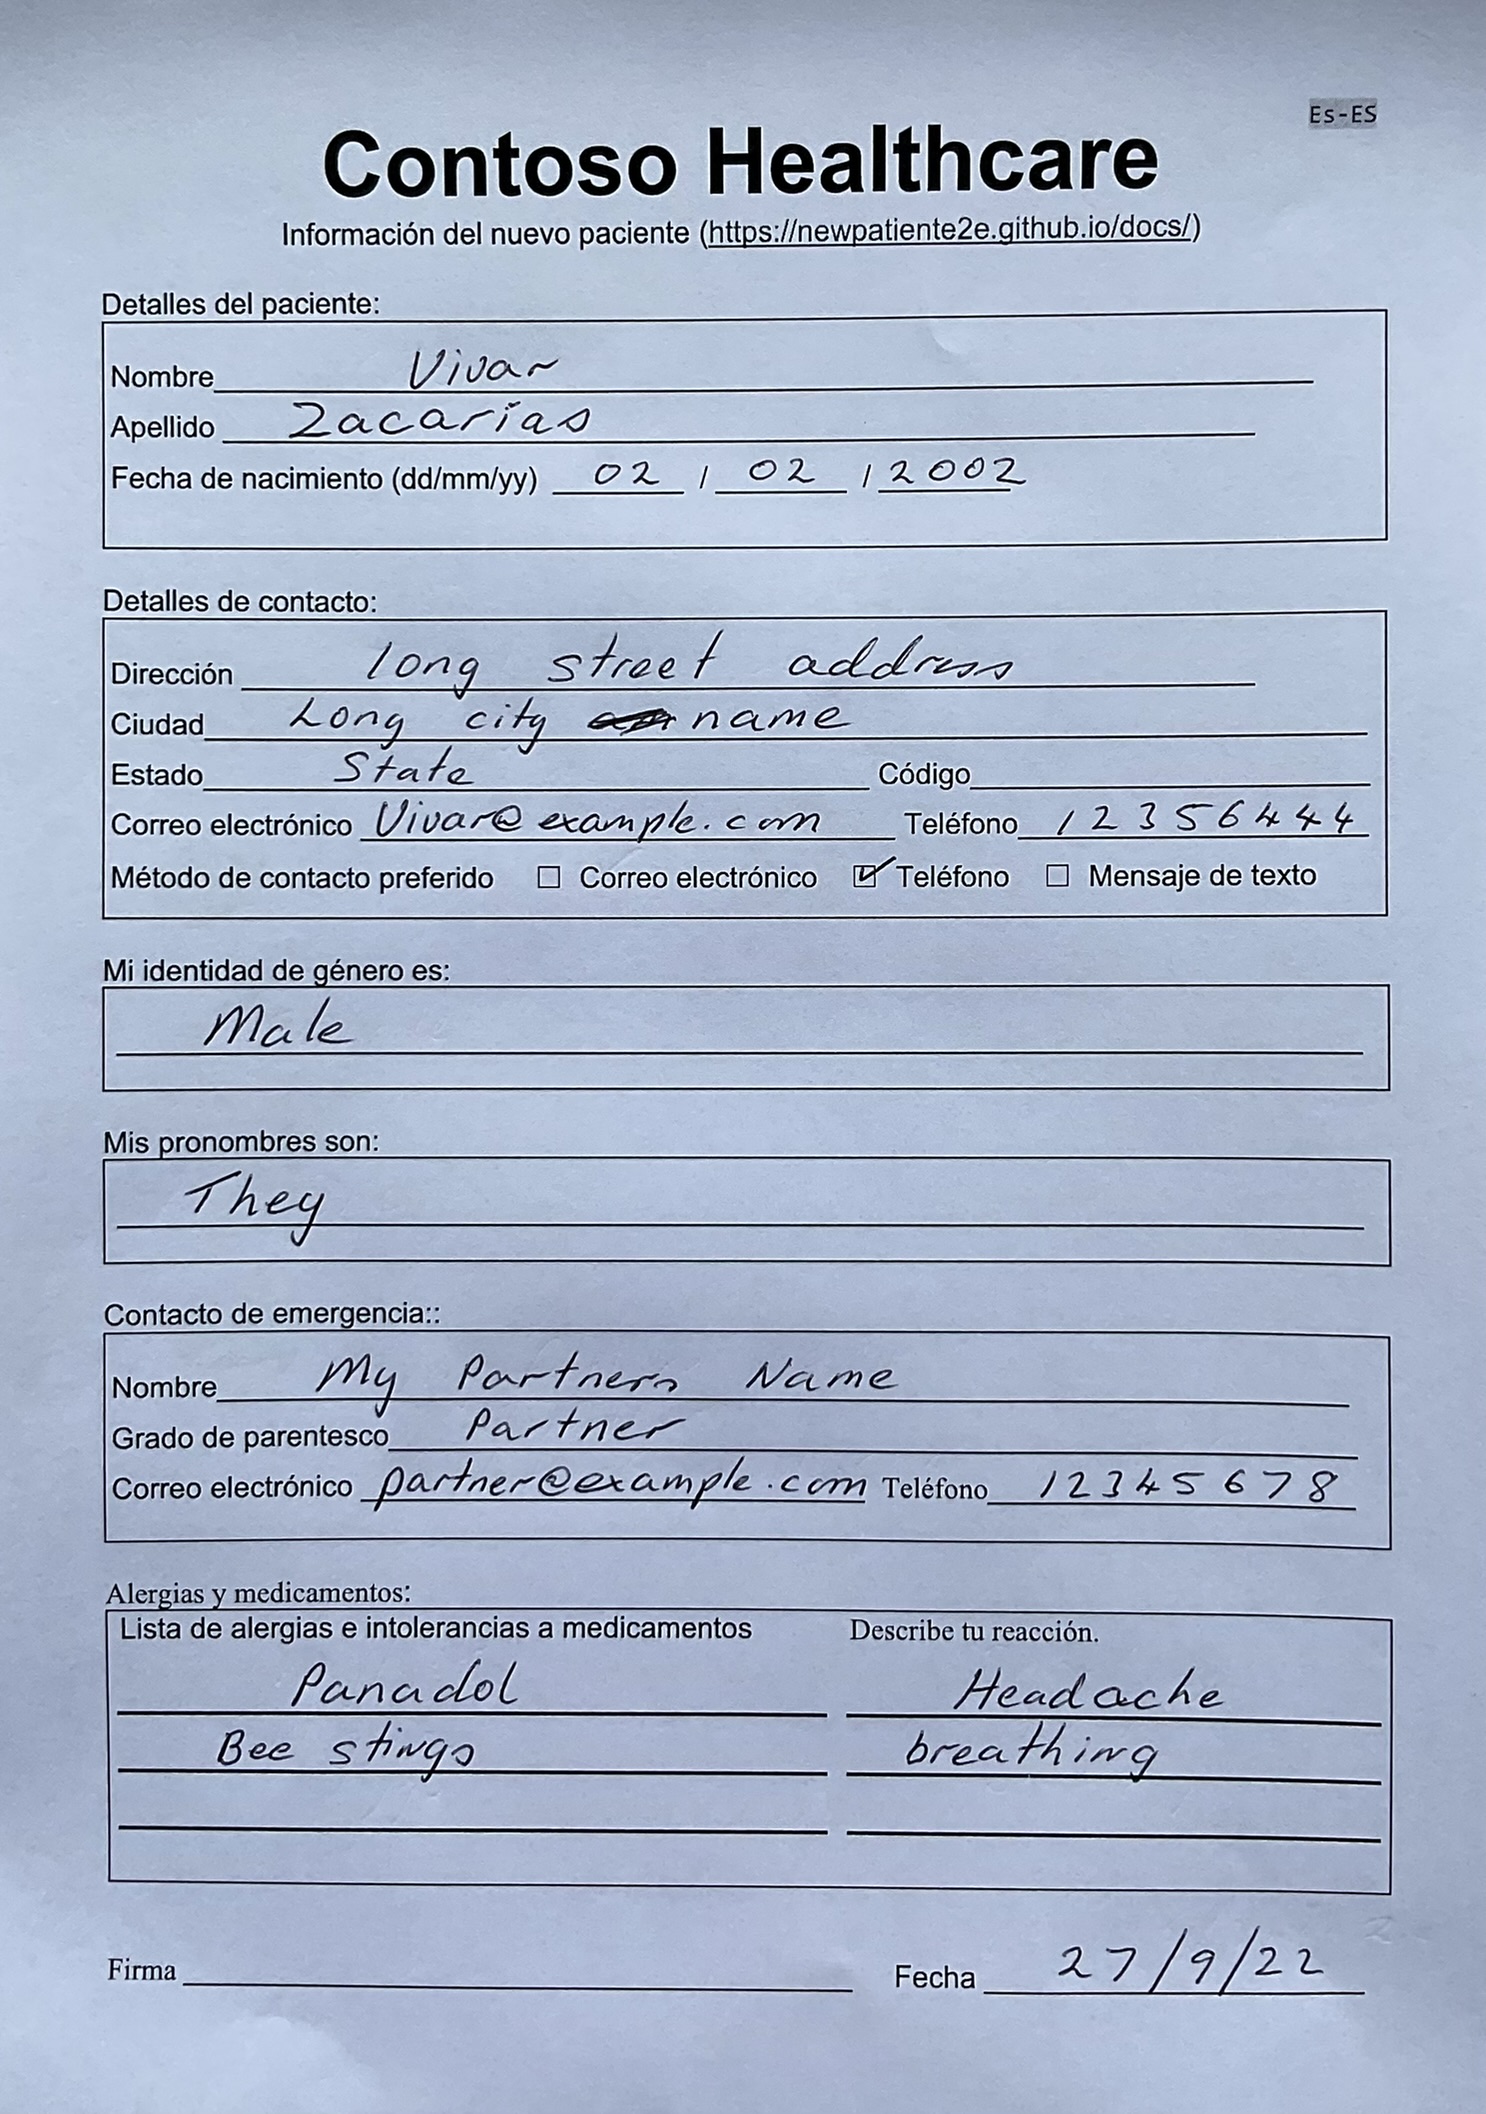 Es-ES
Contoso Healthcare
Información del nuevo paciente (https://newpatiente2e.github.io/docs/)
Detalles del paciente:
Nombre Vivar
Apellido Zacarías
Fecha de nacimiento (dd/mm/yy) 02 / 02 / 2002
Detalles de contacto:
Dirección long street address
Ciudad Long city name
Estado State Código
Correo electrónico Vivar@example.com Teléfono 12356444
Método de contacto preferido ☐ Correo electrónico ☑ Teléfono ☐ Mensaje de texto
Mi identidad de género es:
Male
Mis pronombres son:
They
Contacto de emergencia::
Nombre My Partners Name
Grado de parentesco Partner
Correo electrónico partner@example.com Teléfono 12345678
Alergias y medicamentos:
Lista de alergias e intolerancias a medicamentos Describe tu reacción.
Panadol Headache
Bee stings breathing
Firma Fecha 27/9/22